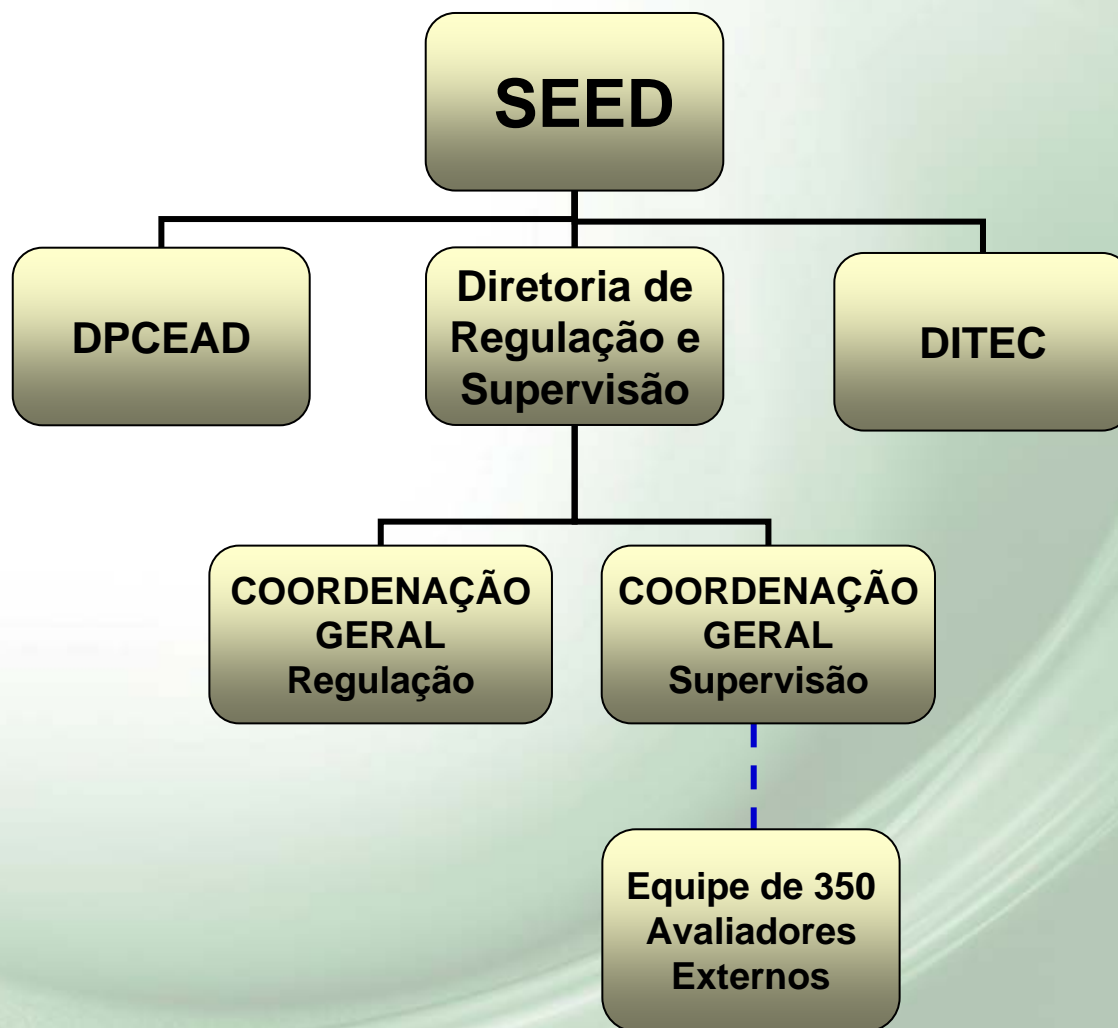 SEED
DPCEAD
Diretoria de
Regulação e
Supervisão
DITEC
COORDENAÇÃO
GERAL
Regulação
COORDENAÇÃO
GERAL
Supervisão
Equipe de 350
Avaliadores
Externos